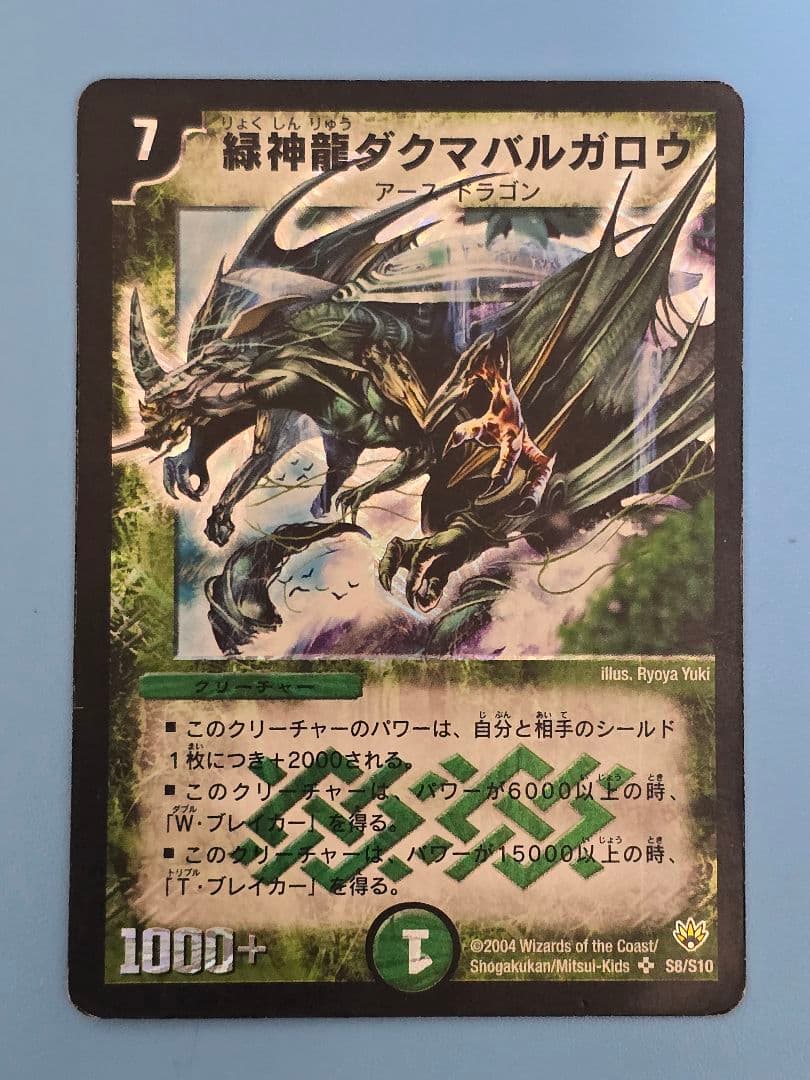 7
りょく しん りゅう
緑神龍ダクマバルガロウ
アース ドラゴン
illus. Ryoya Yuki
クリーチャー
■ このクリーチャーのパワーは、自分と相手のシールド
1枚につき+2000される。
■ このクリーチャーは、パワーが6000以上の時、
「W・ブレイカー」を得る。
■ このクリーチャーは、パワーが15000以上の時、
「T・ブレイカー」を得る。
1000+
1
©2004 Wizards of the Coast/
Shogakukan/Mitsui-Kids S8/S10